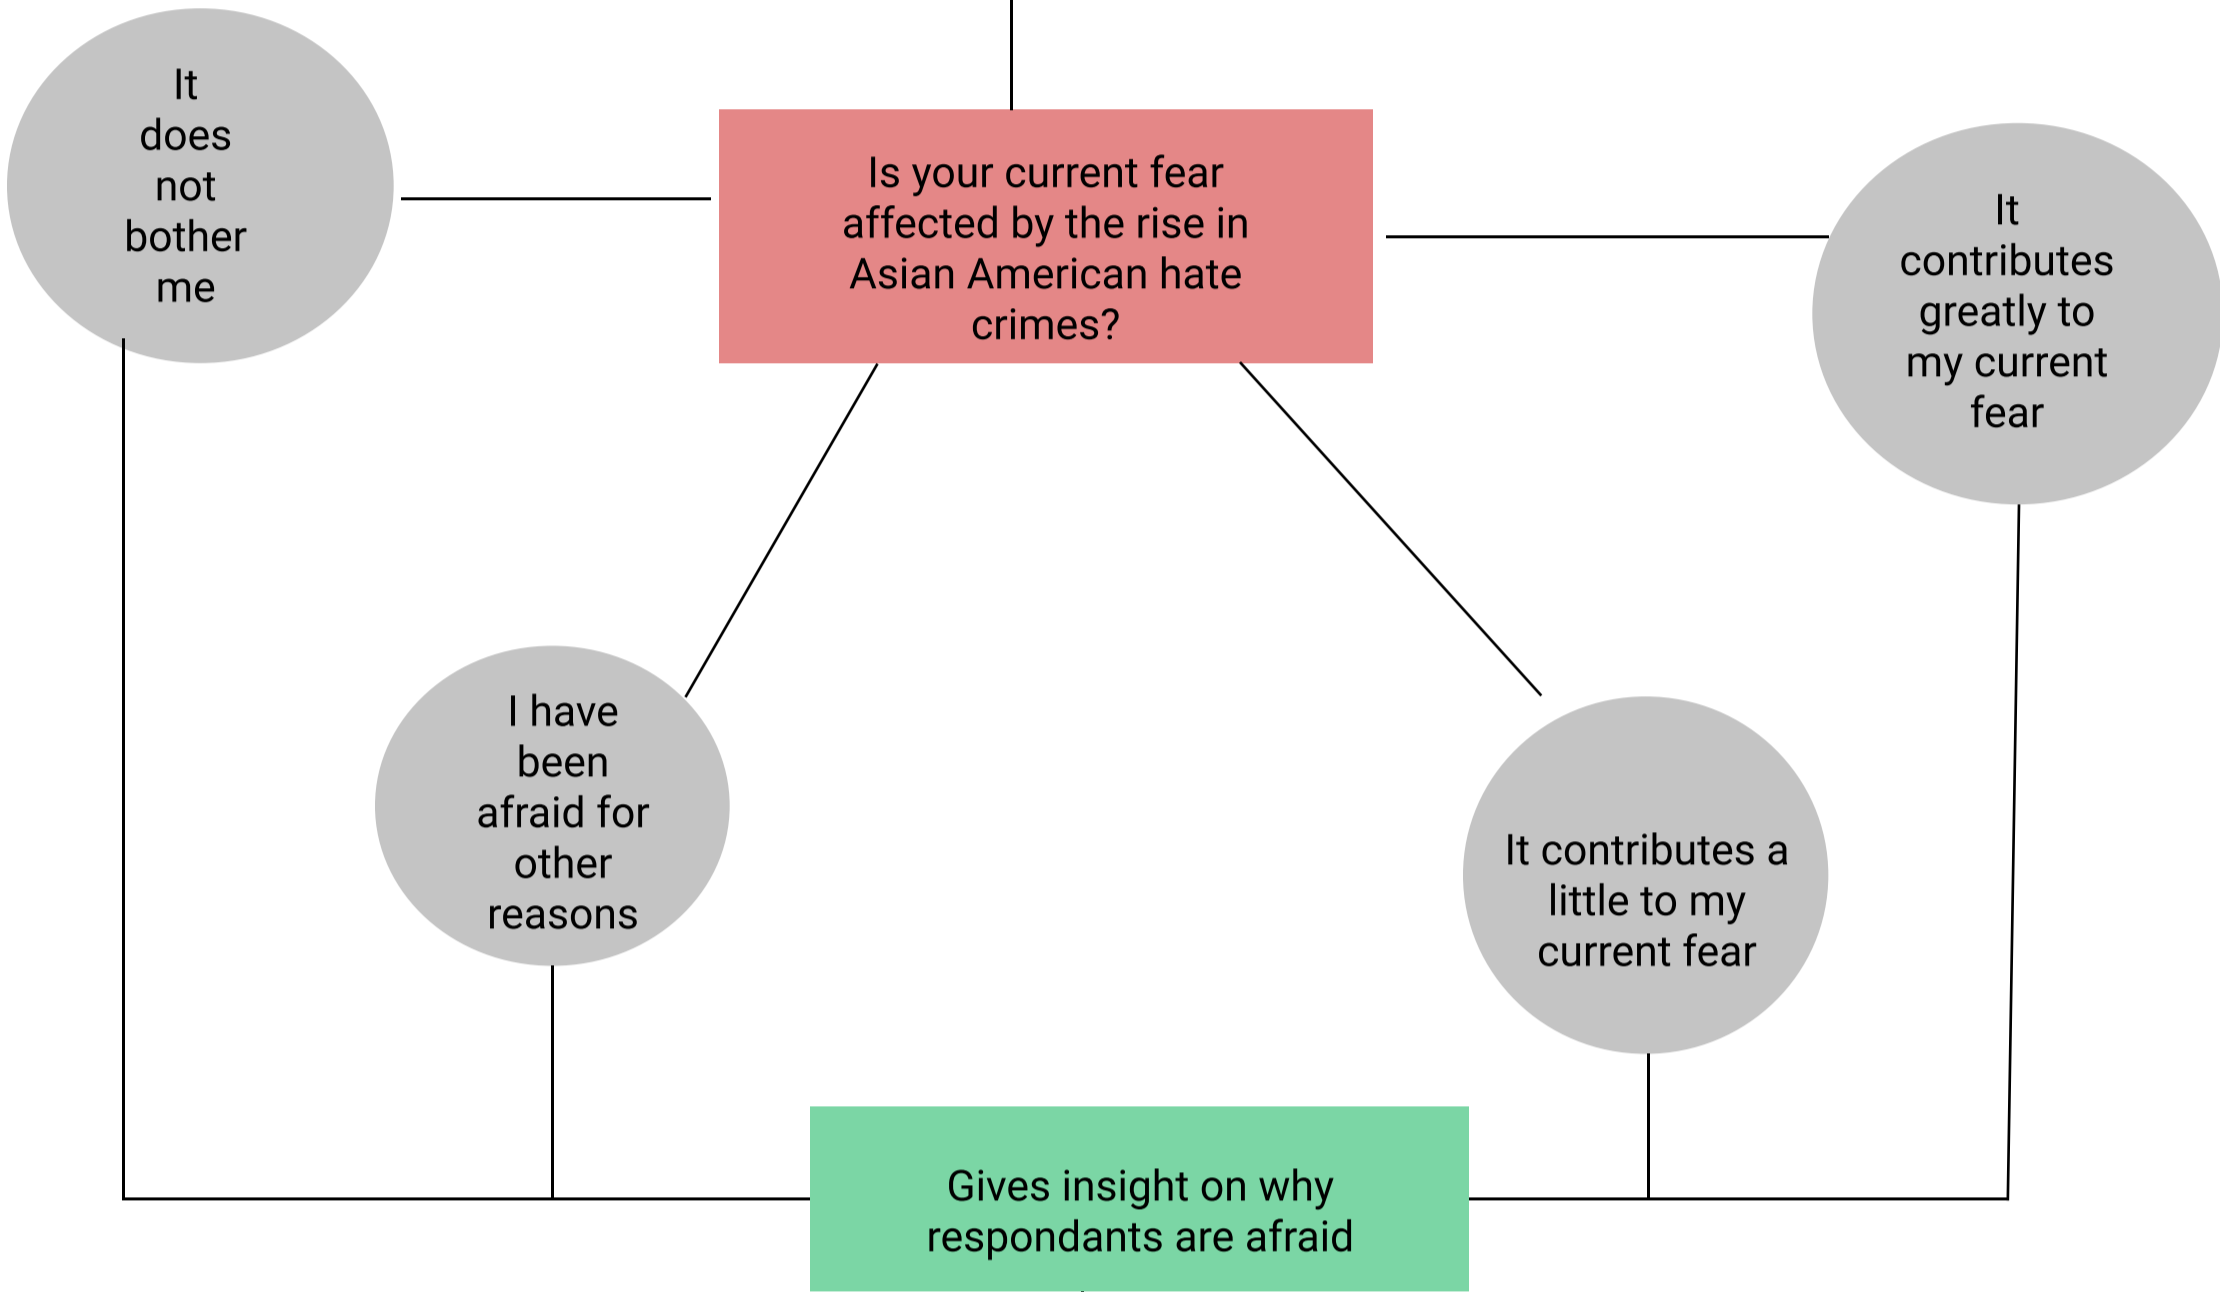 It
does
not
bother
me
Is your current fear
affected by the rise in
Asian American hate
crimes?
It
contributes
greatly to
my current
fear
I have
been
afraid for
other
reasons
It contributes a
little to my
current fear
Gives insight on why
respondants are afraid